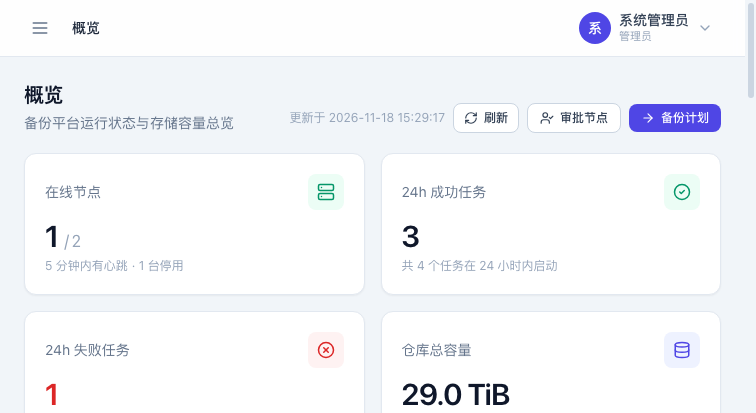 概览
系
系统管理员
管理员
概览
备份平台运行状态与存储容量总览
更新于 2026-11-18 15:29:17
刷新
审批节点
备份计划
在线节点
1 / 2
5 分钟内有心跳 · 1 台停用
24h 成功任务
3
共 4 个任务在 24 小时内启动
24h 失败任务
1
仓库总容量
29.0 TiB